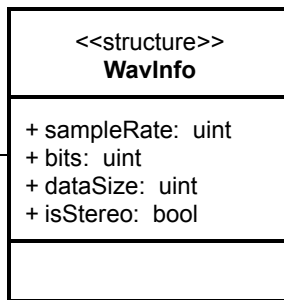 <<structure>>
WavInfo
+ sampleRate: uint
+ bits: uint
+ dataSize: uint
+ isStereo: bool